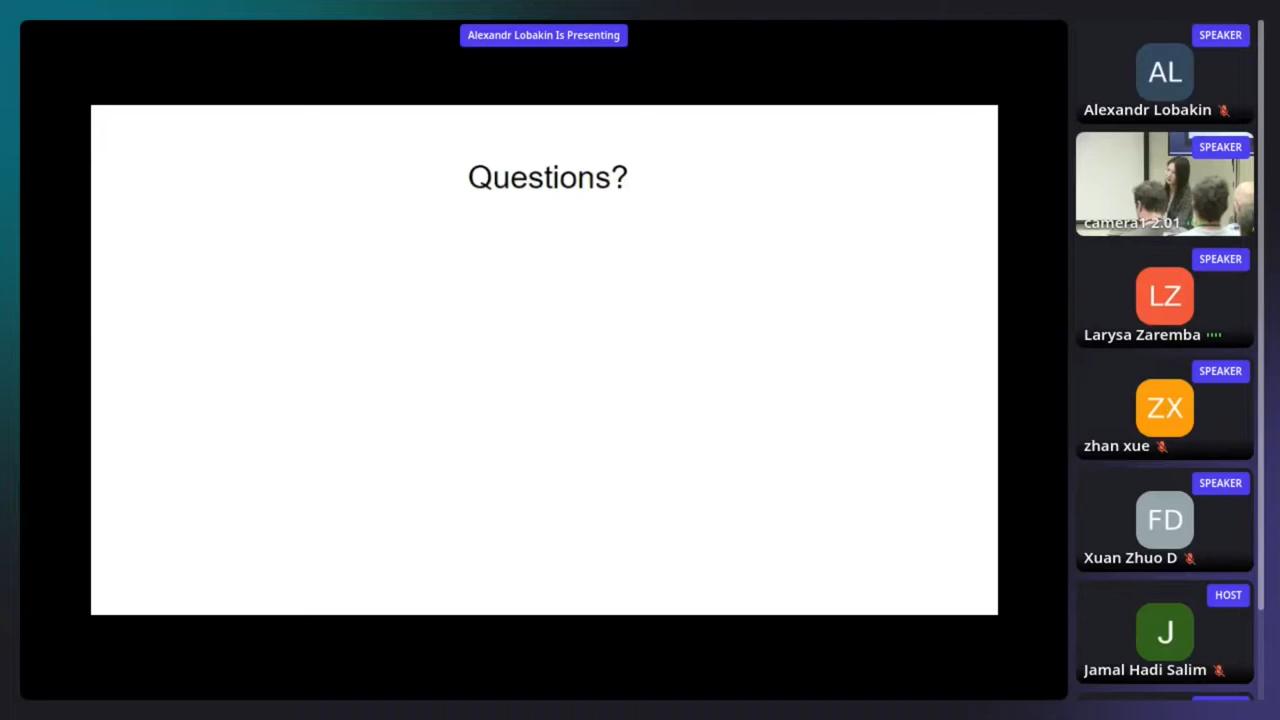 Alexandr Lobakin Is Presenting
Questions?
SPEAKER
AL
Alexandr Lobakin
SPEAKER
camera1 2.01
SPEAKER
LZ
Larysa Zaremba
SPEAKER
ZX
zhan xue
SPEAKER
FD
Xuan Zhuo D
HOST
J
Jamal Hadi Salim